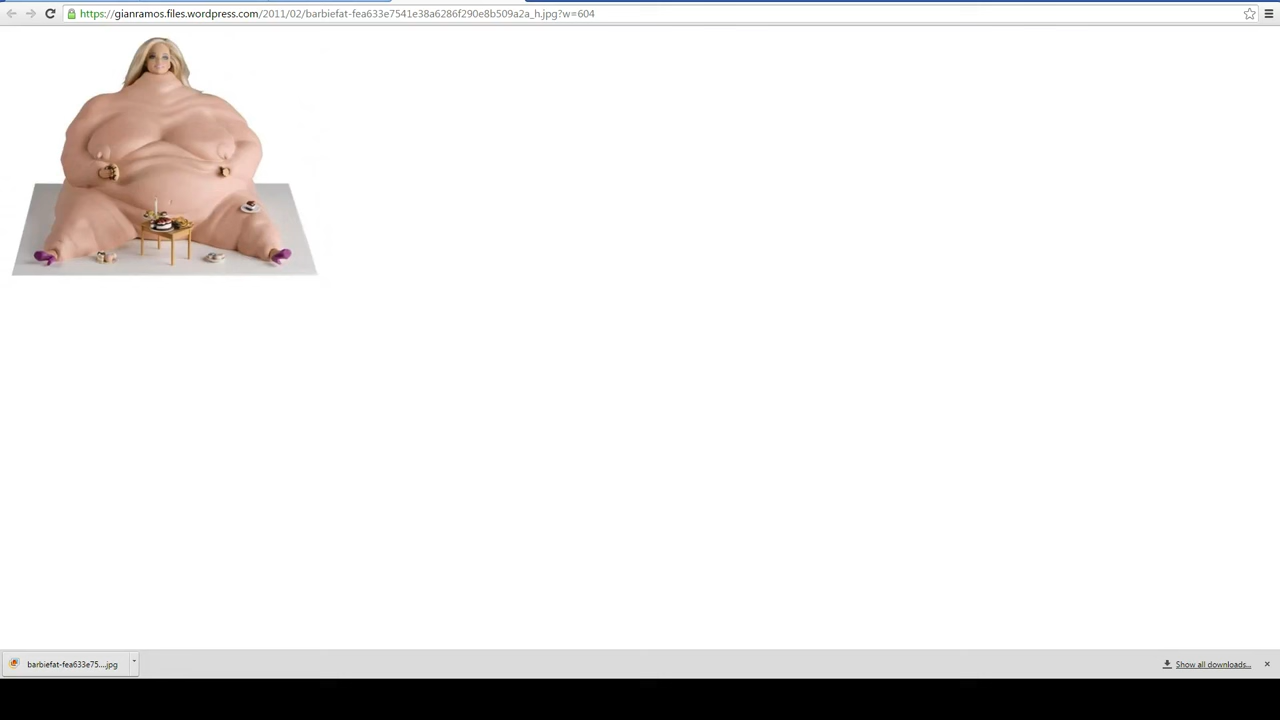 https://gianramos.files.wordpress.com/2011/02/barbiefat-fea633e7541e38a6286f290e8b509a2a_h.jpg?w=604
barbiefat-fea633e75....jpg
Show all downloads...